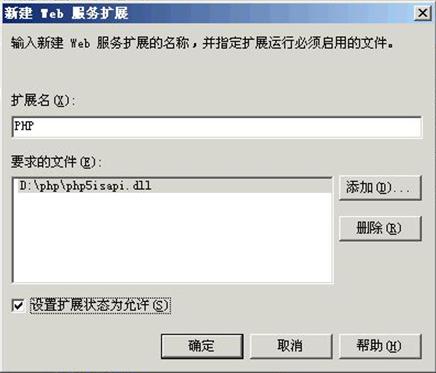 新建 Web 服务扩展
输入新建 Web 服务扩展的名称，并指定扩展运行必须启用的文件。
扩展名(X):
PHP
要求的文件(E):
D:\php\php5isapi.dll
添加(D)...
删除(R)
设置扩展状态为允许(S)
确定
取消
帮助(H)